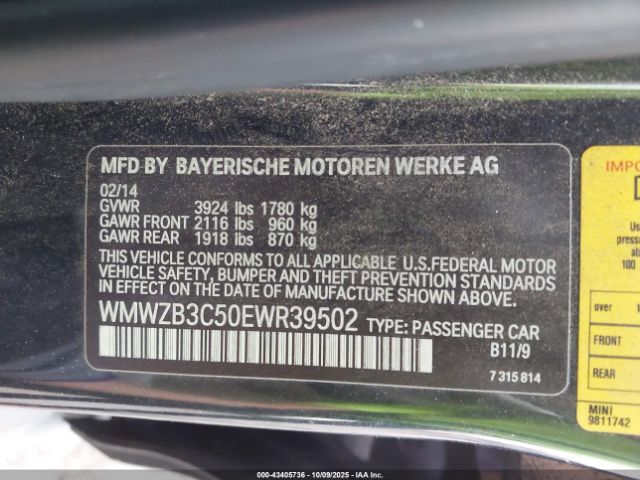 MFD BY BAYERISCHE MOTOREN WERKE AG
02/14
GVWR 3924 lbs 1780 kg
GAWR FRONT 2116 lbs 960 kg
GAWR REAR 1918 lbs 870 kg
THIS VEHICLE CONFORMS TO ALL APPLICABLE U.S.FEDERAL MOTOR
VEHICLE SAFETY, BUMPER AND THEFT PREVENTION STANDARDS
IN EFFECT ON THE DATE OF MANUFACTURE SHOWN ABOVE.
WMWZB3C50EWR39502 TYPE: PASSENGER CAR
B11/9
7 315 814
over
FRONT
REAR
MINI
9811742
00-43405736 - 10/09/2025 - © IAA Inc.